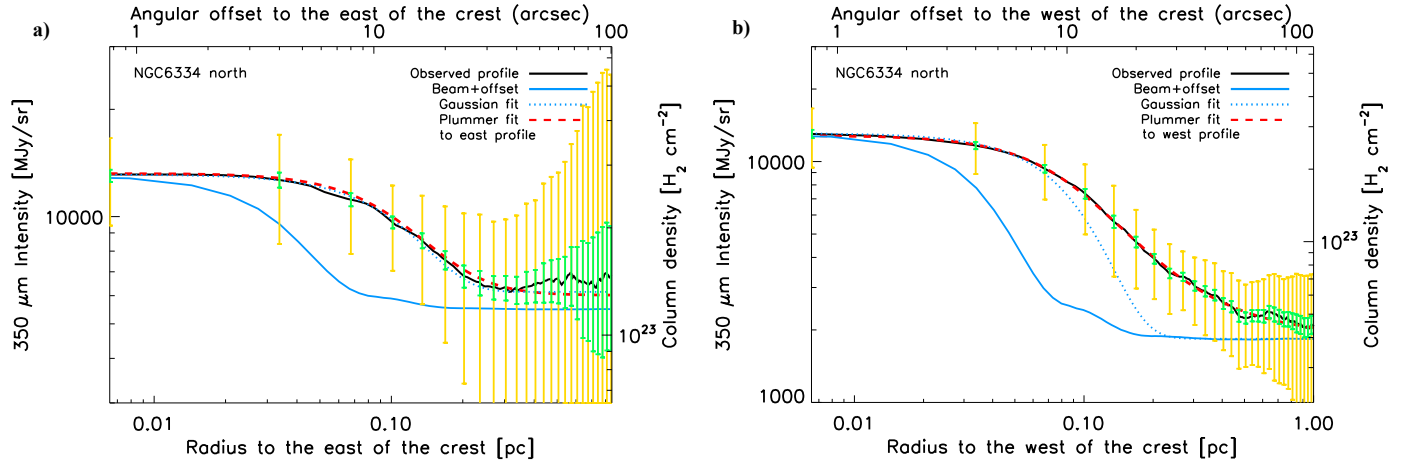 a)
Angular offset to the east of the crest (arcsec)
1 10 100
NGC6334 north
Observed profile
Beam+offset
Gaussian fit
Plummer fit
to east profile
350 μm Intensity [MJy/sr]
10000
Column density [H2 cm−2]
10^23
0.01 0.10 1.00
Radius to the east of the crest [pc]
b)
Angular offset to the west of the crest (arcsec)
1 10 100
NGC6334 north
Observed profile
Beam+offset
Gaussian fit
Plummer fit
to west profile
350 μm Intensity [MJy/sr]
10000
1000
Column density [H2 cm−2]
10^23
0.01 0.10 1.00
Radius to the west of the crest [pc]